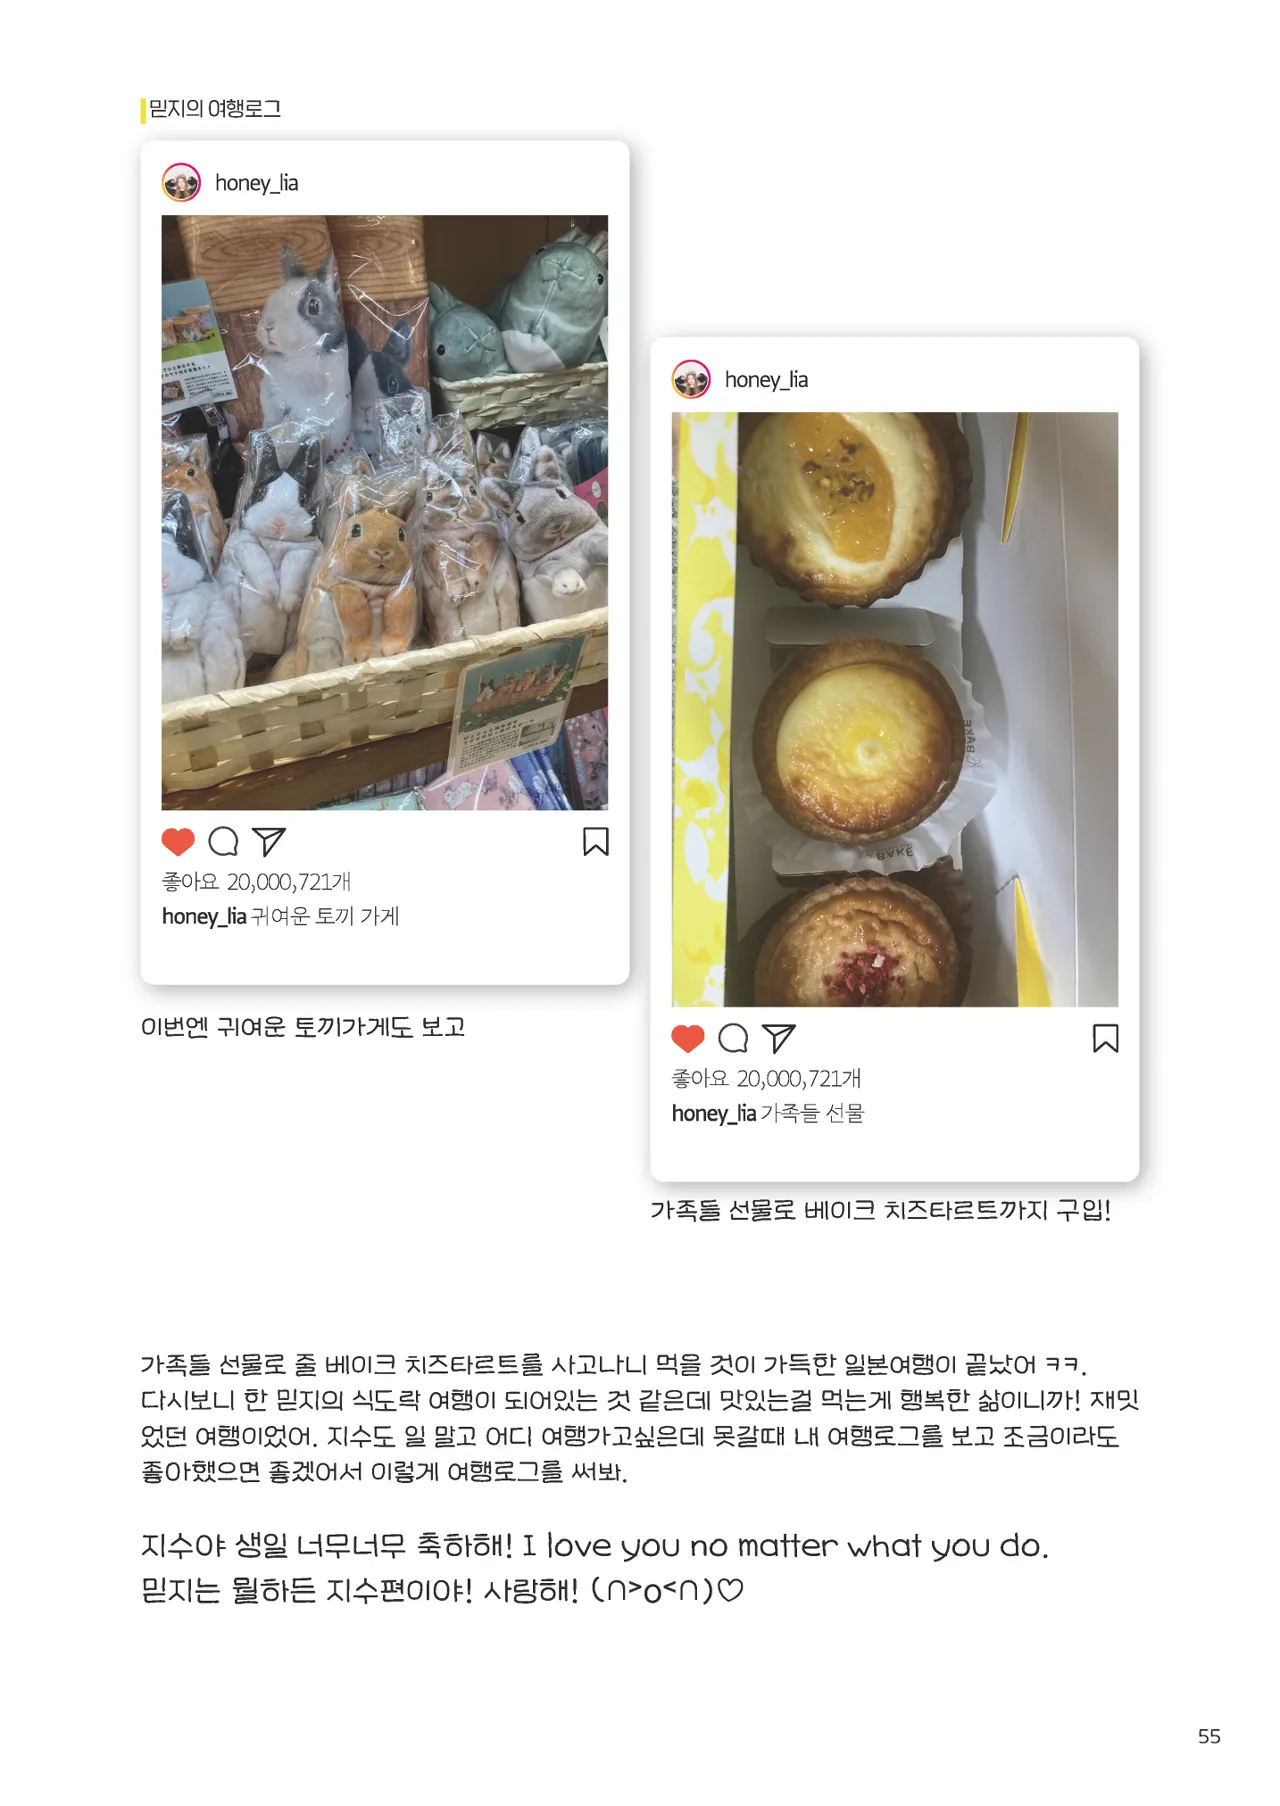 믿지의 여행로그
honey_lia
좋아요 20,000,721개
honey_lia 귀여운 토끼 가게
이번엔 귀여운 토끼가게도 보고
honey_lia
BAKE
BAKE
좋아요 20,000,721개
honey_lia 가족들 선물
가족들 선물로 베이크 치즈타르트까지 구입!
가족들 선물로 줄 베이크 치즈타르트를 사고나니 먹을 것이 가득한 일본여행이 끝났어 ㅋㅋ.
다시보니 한 믿지의 식도락 여행이 되어있는 것 같은데 맛있는걸 먹는게 행복한 삶이니까! 재밋
었던 여행이었어. 지수도 일 말고 어디 여행가고싶은데 못갈때 내 여행로그를 보고 조금이라도
좋아했으면 좋겠어서 이렇게 여행로그를 써봐.
지수야 생일 너무너무 축하해! I love you no matter what you do.
믿지는 뭘하든 지수편이야! 사랑해! (∩>o<∩)♡
55